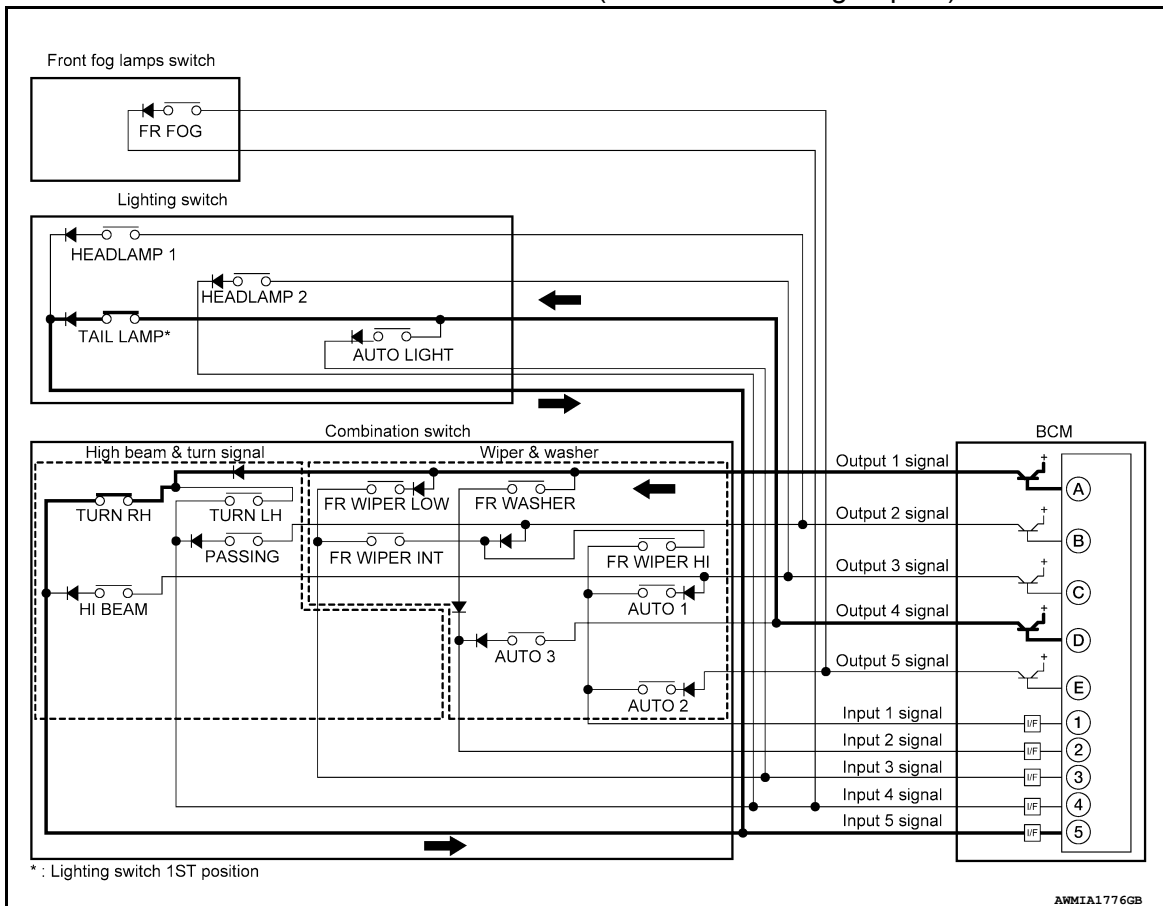 Front fog lamps switch
FR FOG
Lighting switch
HEADLAMP 1
HEADLAMP 2
TAIL LAMP*
AUTO LIGHT
Combination switch
BCM
High beam & turn signal
Wiper & washer
Output 1 signal
+
A
TURN RH
TURN LH
FR WIPER LOW
FR WASHER
Output 2 signal
+
B
PASSING
FR WIPER INT
FR WIPER HI
Output 3 signal
+
C
HI BEAM
AUTO 1
Output 4 signal
+
D
AUTO 3
Output 5 signal
+
E
AUTO 2
Input 1 signal
I/F
1
Input 2 signal
I/F
2
Input 3 signal
I/F
3
Input 4 signal
I/F
4
Input 5 signal
I/F
5
* : Lighting switch 1ST position
AWMIA1776GB